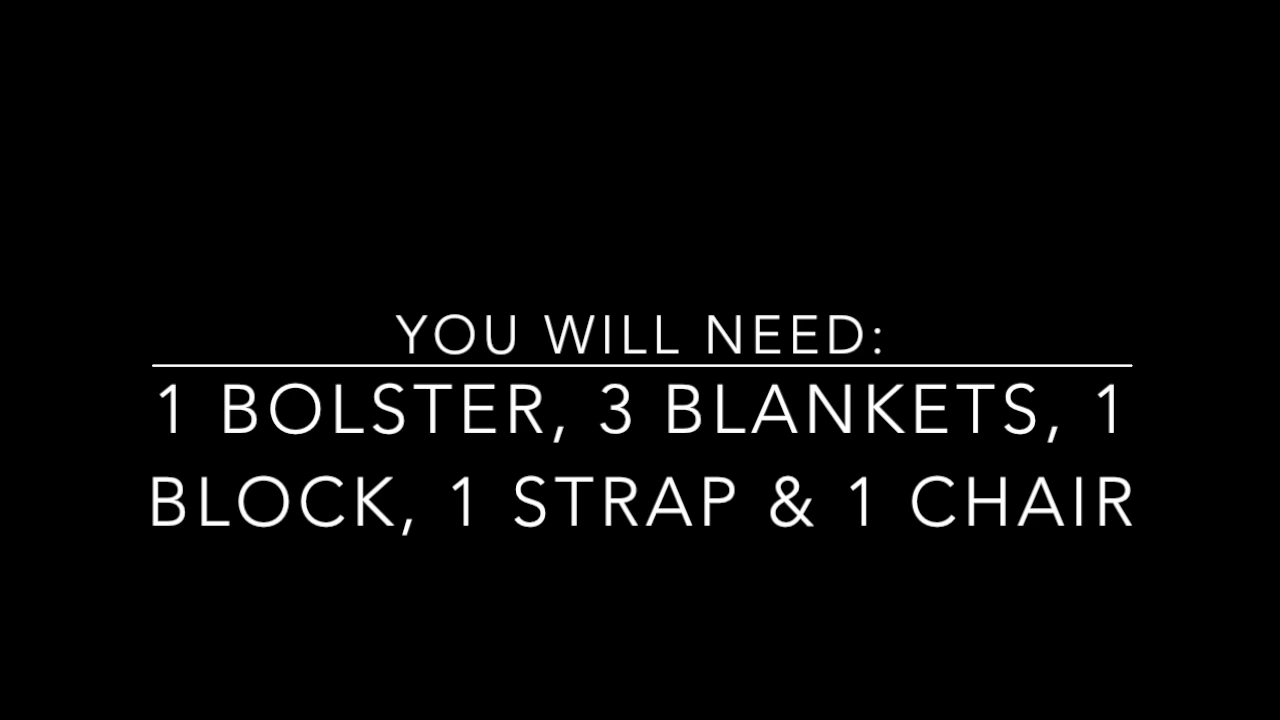 YOU WILL NEED:
1 BOLSTER, 3 BLANKETS, 1
BLOCK, 1 STRAP & 1 CHAIR